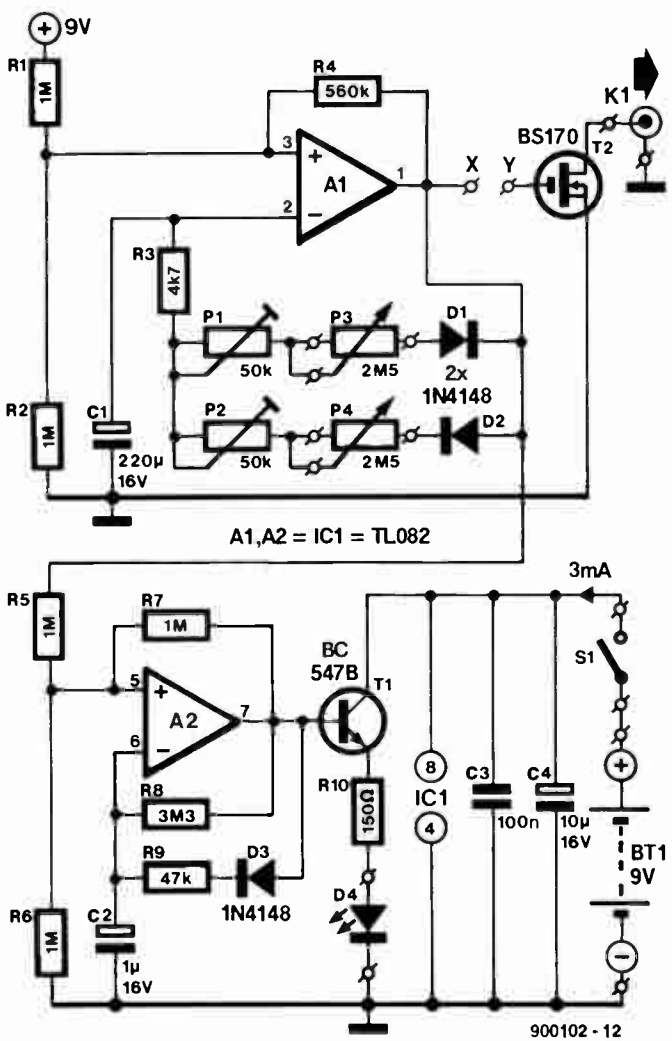 9V
R1
1M
R4
560k
K1
BS170
T2
3
+
A1
1
X
Y
2
−
R3
4k7
P1
50k
P3
2M5
D1
2x
1N4148
R2
1M
C1
220µ
16V
P2
50k
P4
2M5
D2
A1,A2 = IC1 = TL082
R5
1M
R7
1M
3mA
BC
547B
T1
S1
5
+
A2
7
6
−
R8
3M3
R10
150Ω
8
IC1
4
C3
100n
C4
10µ
16V
+
BT1
9V
R9
47k
D3
1N4148
D4
R6
1M
C2
1µ
16V
−
900102 - 12